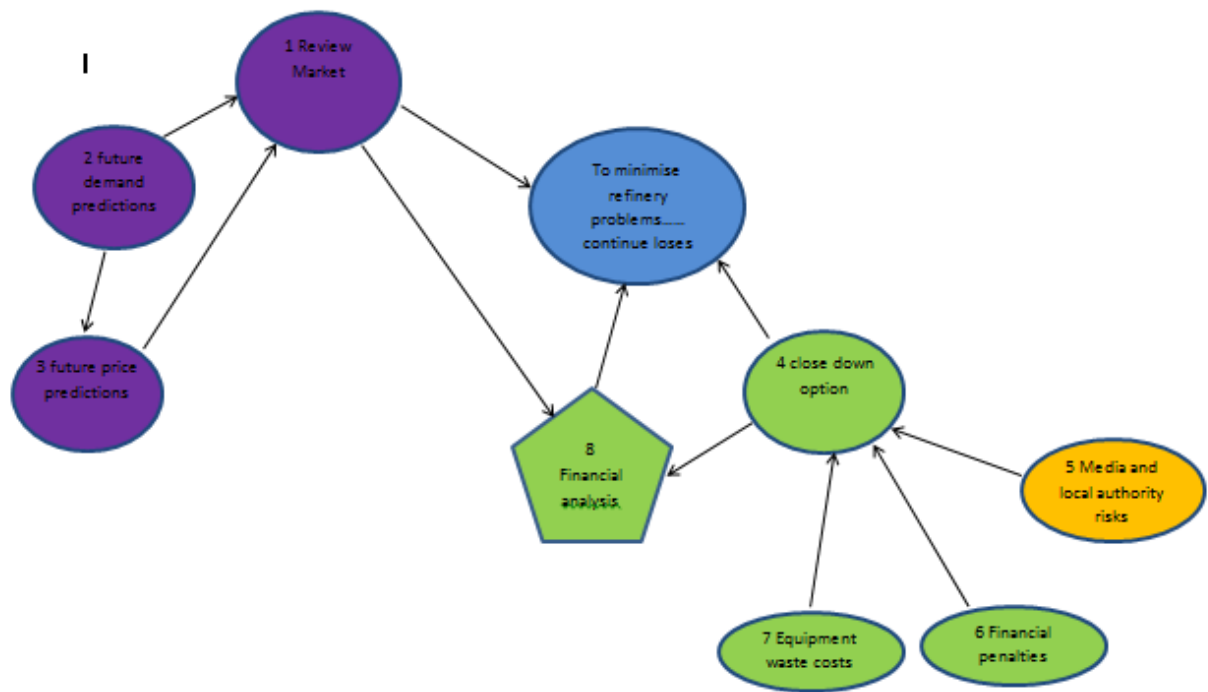 I
1 Review
Market
2 future
demand
predictions
To minimise
refinery
problems......
continue loses
3 future price
predictions
4 close down
option
8
Financial
analysis.
5 Media and
local authority
risks
7 Equipment
waste costs
6 Financial
penalties